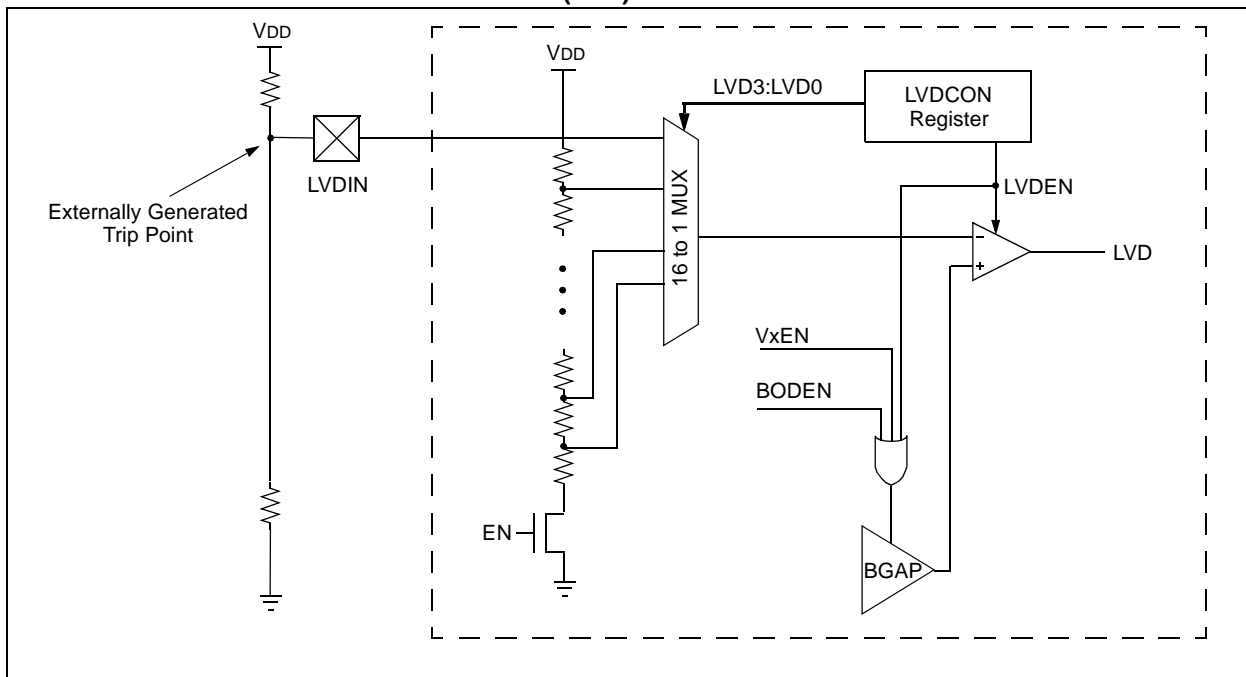 VDD
VDD
LVD3:LVD0
LVDCON
Register
LVDIN
Externally Generated
Trip Point
16 to 1 MUX
LVDEN
–
+
LVD
VxEN
BODEN
EN
BGAP